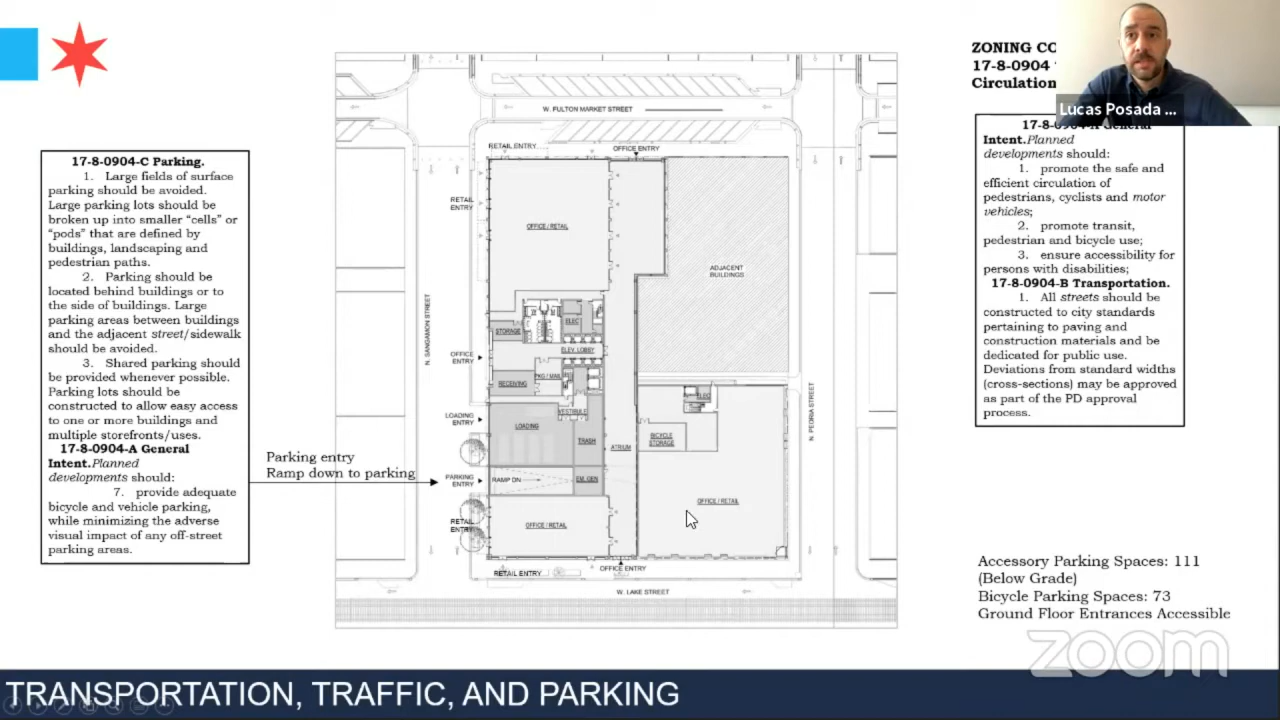 ZONING CO
17-8-0904
Circulation
Lucas Posada ...
17-8-0904-C Parking.
1. Large fields of surface
parking should be avoided.
Large parking lots should be
broken up into smaller “cells” or
“pods” that are defined by
buildings, landscaping and
pedestrian paths.
2. Parking should be
located behind buildings or to
the side of buildings. Large
parking areas between buildings
and the adjacent street/sidewalk
should be avoided.
3. Shared parking should
be provided whenever possible.
Parking lots should be
constructed to allow easy access
to one or more buildings and
multiple storefronts/uses.
17-8-0904-A General
Intent.Planned
developments should:
7. provide adequate
bicycle and vehicle parking,
while minimizing the adverse
visual impact of any off-street
parking areas.
Parking entry
Ramp down to parking
W. FULTON MARKET STREET
RETAIL ENTRY
OFFICE ENTRY
RETAIL
ENTRY
OFFICE / RETAIL
ADJACENT
BUILDINGS
N. SANGAMON STREET
STORAGE
ELEC
ELEV. LOBBY
OFFICE
ENTRY
PKG / MAIL
RECEIVING
VESTIBULE
LOADING
ENTRY
LOADING
TRASH
ATRIUM
ELEC
BICYCLE
STORAGE
N. PEORIA STREET
PARKING
ENTRY
RAMP DN
EM. GEN
OFFICE / RETAIL
RETAIL
ENTRY
OFFICE / RETAIL
RETAIL ENTRY
OFFICE ENTRY
W. LAKE STREET
17-8-0904-A General
Intent.Planned
developments should:
1. promote the safe and
efficient circulation of
pedestrians, cyclists and motor
vehicles;
2. promote transit,
pedestrian and bicycle use;
3. ensure accessibility for
persons with disabilities;
17-8-0904-B Transportation.
1. All streets should be
constructed to city standards
pertaining to paving and
construction materials and be
dedicated for public use.
Deviations from standard widths
(cross-sections) may be approved
as part of the PD approval
process.
Accessory Parking Spaces: 111
(Below Grade)
Bicycle Parking Spaces: 73
Ground Floor Entrances Accessible
zoom
TRANSPORTATION, TRAFFIC, AND PARKING